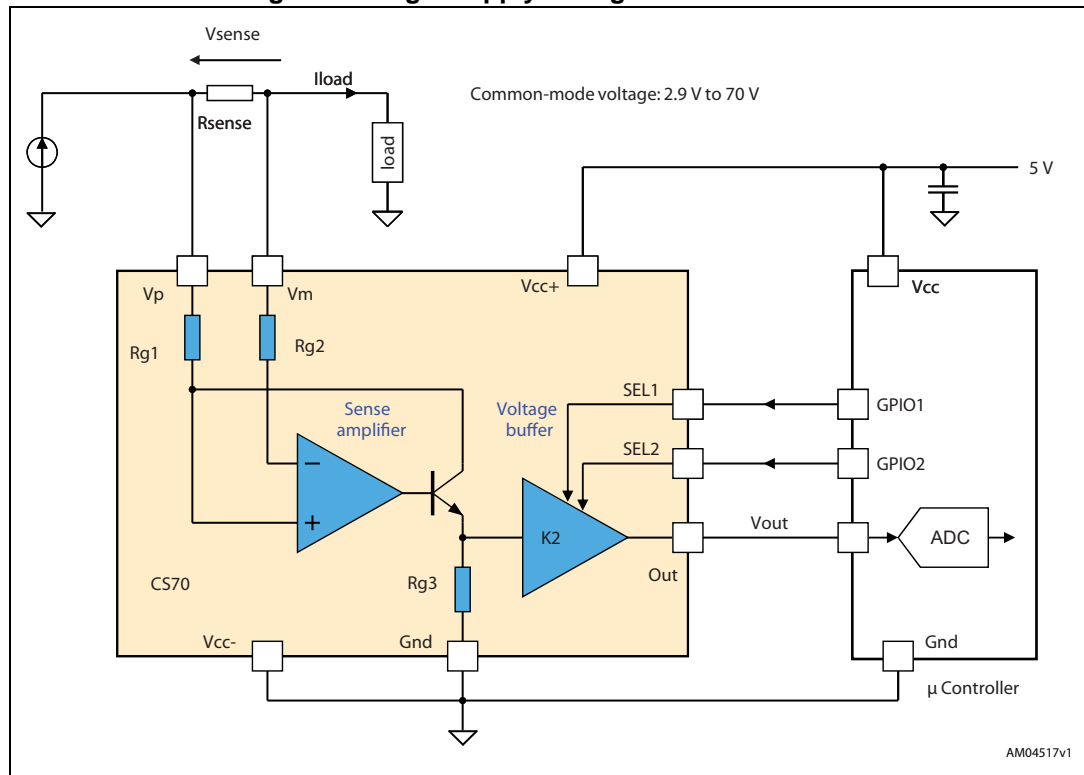 Vsense
Iload
Common-mode voltage: 2.9 V to 70 V
Rsense
load
5 V
Vp
Vm
Vcc+
Vcc
Rg1
Rg2
SEL1
GPIO1
Sense
amplifier
Voltage
buffer
SEL2
GPIO2
K2
Vout
ADC
Out
CS70
Rg3
Vcc-
Gnd
Gnd
µ Controller
AM04517v1